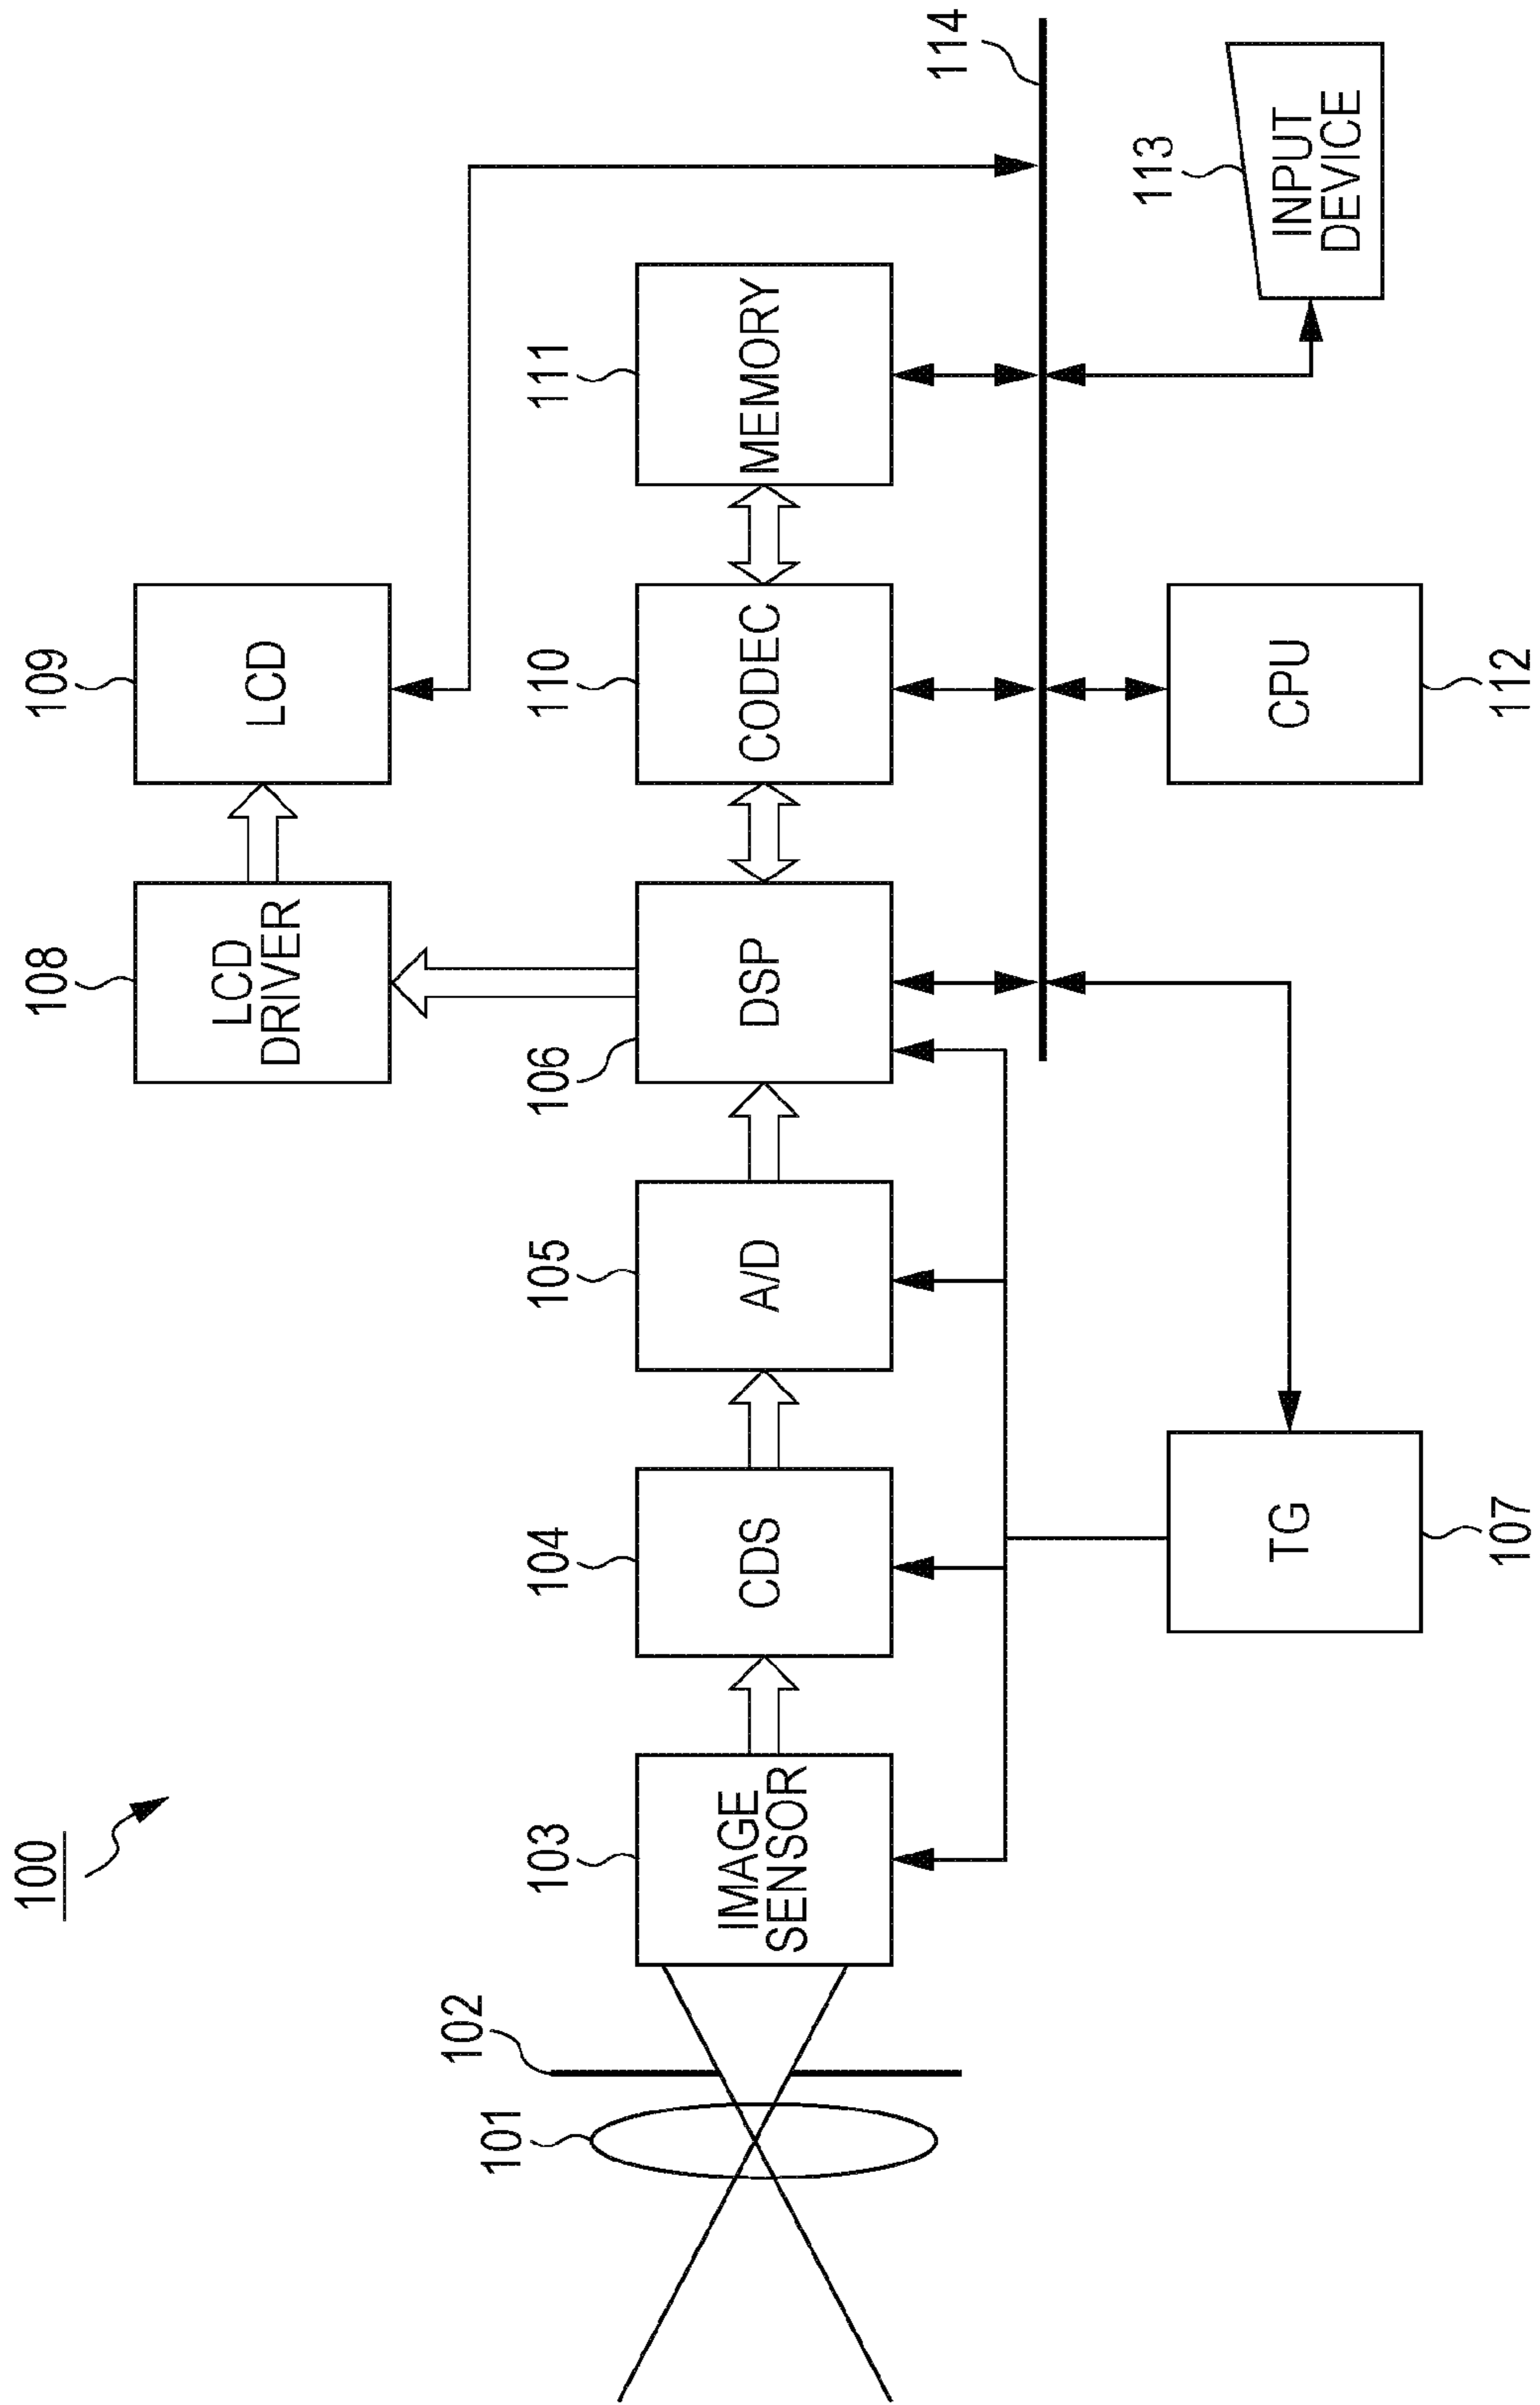 100
101
102
103
IMAGE
SENSOR
104
CDS
105
A/D
106
DSP
107
TG
108
LCD
DRIVER
109
LCD
110
CODEC
111
MEMORY
112
CPU
113
INPUT
DEVICE
114